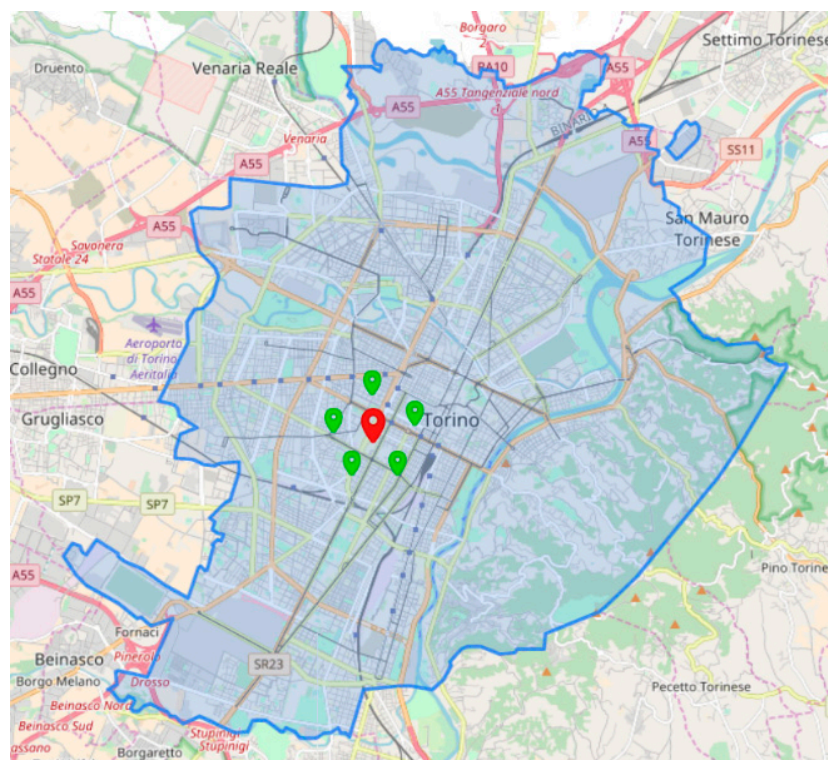 Borgaro
Settimo Torinese
Druento
Venaria Reale
RA10
A55
A55 Tangenziale nord
A55
BINARIA
Venaria
A55
SS11
A55
San Mauro
Torinese
A55
Savonera
Statale 24
A55
Aeroporto
di Torino
Aeritalia
Collegno
Grugliasco
Torino
SP7
SP7
A55
Pino Torine
Fornaci
Beinasco
Pinerolo
SR23
Borgo Melano
Drosso
Pecetto Torinese
Beinasco Nord
Beinasco Sud
Stupinigi
Stupinigi
assano
Borgaretto